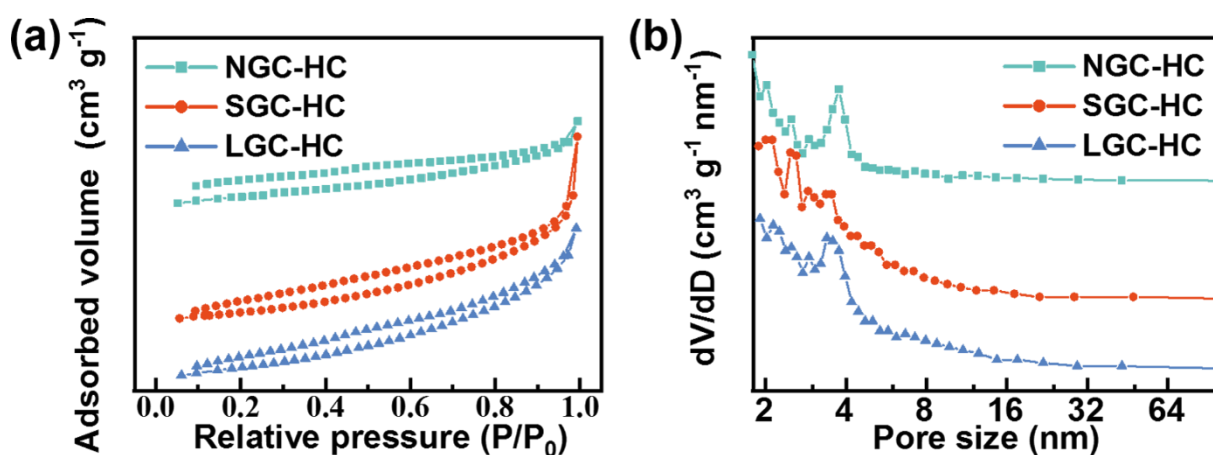 (a)
Adsorbed volume (cm³ g⁻¹)
NGC-HC
SGC-HC
LGC-HC
0.0 0.2 0.4 0.6 0.8 1.0
Relative pressure (P/P₀)
(b)
dV/dD (cm³ g⁻¹ nm⁻¹)
NGC-HC
SGC-HC
LGC-HC
2 4 8 16 32 64
Pore size (nm)